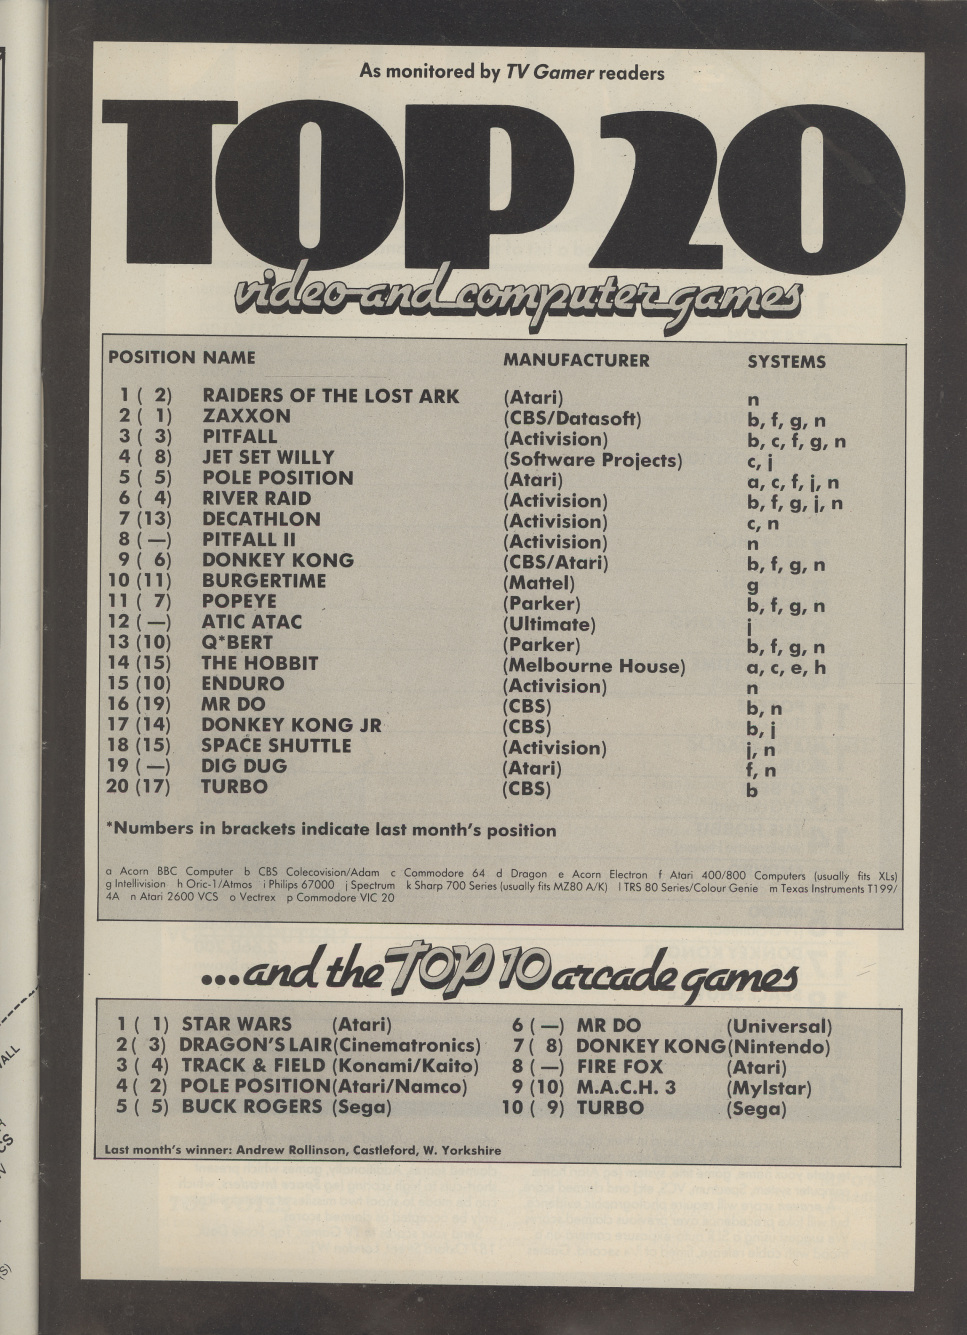 As monitored by TV Gamer readers
TOP 20
video and computer games
POSITION NAME MANUFACTURER SYSTEMS
1 ( 2) RAIDERS OF THE LOST ARK (Atari) n
2 ( 1) ZAXXON (CBS/Datasoft) b, f, g, n
3 ( 3) PITFALL (Activision) b, c, f, g, n
4 ( 8) JET SET WILLY (Software Projects) c, j
5 ( 5) POLE POSITION (Atari) a, c, f, j, n
6 ( 4) RIVER RAID (Activision) b, f, g, j, n
7 (13) DECATHLON (Activision) c, n
8 (—) PITFALL II (Activision) n
9 ( 6) DONKEY KONG (CBS/Atari) b, f, g, n
10 (11) BURGERTIME (Mattel) g
11 ( 7) POPEYE (Parker) b, f, g, n
12 (—) ATIC ATAC (Ultimate) j
13 (10) Q*BERT (Parker) b, f, g, n
14 (15) THE HOBBIT (Melbourne House) a, c, e, h
15 (10) ENDURO (Activision) n
16 (19) MR DO (CBS) b, n
17 (14) DONKEY KONG JR (CBS) b, j
18 (15) SPACE SHUTTLE (Activision) j, n
19 (—) DIG DUG (Atari) f, n
20 (17) TURBO (CBS) b
*Numbers in brackets indicate last month's position
a Acorn BBC Computer b CBS Colecovision/Adam c Commodore 64 d Dragon e Acorn Electron f Atari 400/800 Computers (usually fits XLs)
g Intellivision h Oric-1/Atmos i Philips 67000 j Spectrum k Sharp 700 Series (usually fits MZ80 A/K) l TRS 80 Series/Colour Genie m Texas Instruments T199/
4A n Atari 2600 VCS o Vectrex p Commodore VIC 20
...and the TOP 10 arcade games
1 ( 1) STAR WARS (Atari)
2 ( 3) DRAGON'S LAIR (Cinematronics)
3 ( 4) TRACK & FIELD (Konami/Kaito)
4 ( 2) POLE POSITION (Atari/Namco)
5 ( 5) BUCK ROGERS (Sega)
6 (—) MR DO (Universal)
7 ( 8) DONKEY KONG (Nintendo)
8 (—) FIRE FOX (Atari)
9 (10) M.A.C.H. 3 (Mylstar)
10 ( 9) TURBO (Sega)
Last month's winner: Andrew Rollinson, Castleford, W. Yorkshire